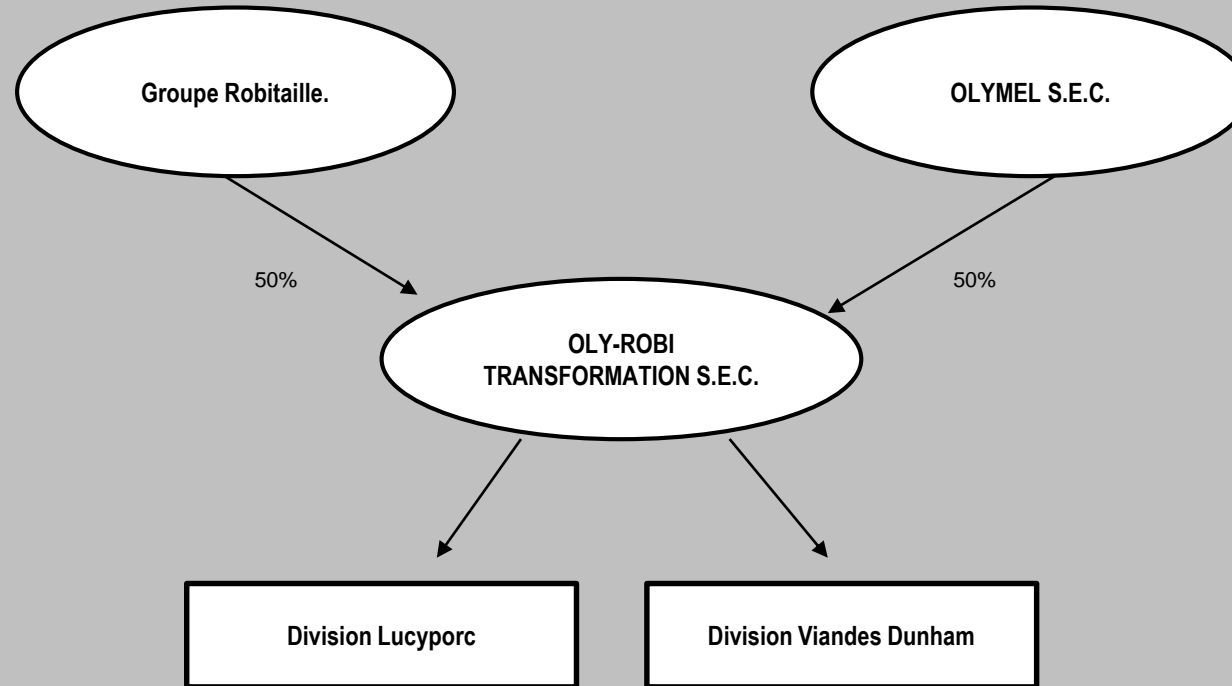 Groupe Robitaille.
OLYMEL S.E.C.
50%
50%
OLY-ROBI
TRANSFORMATION S.E.C.
Division Lucyporc
Division Viandes Dunham